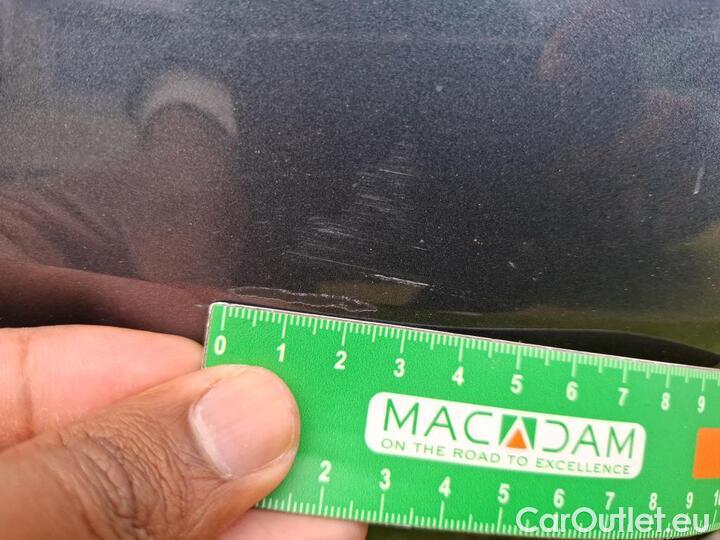 0 1 2 3 4 5 6 7 8 9
MACADAM
ON THE ROAD TO EXCELLENCE
2 3 4 5 6 7 8 9 10
CarOutlet.eu